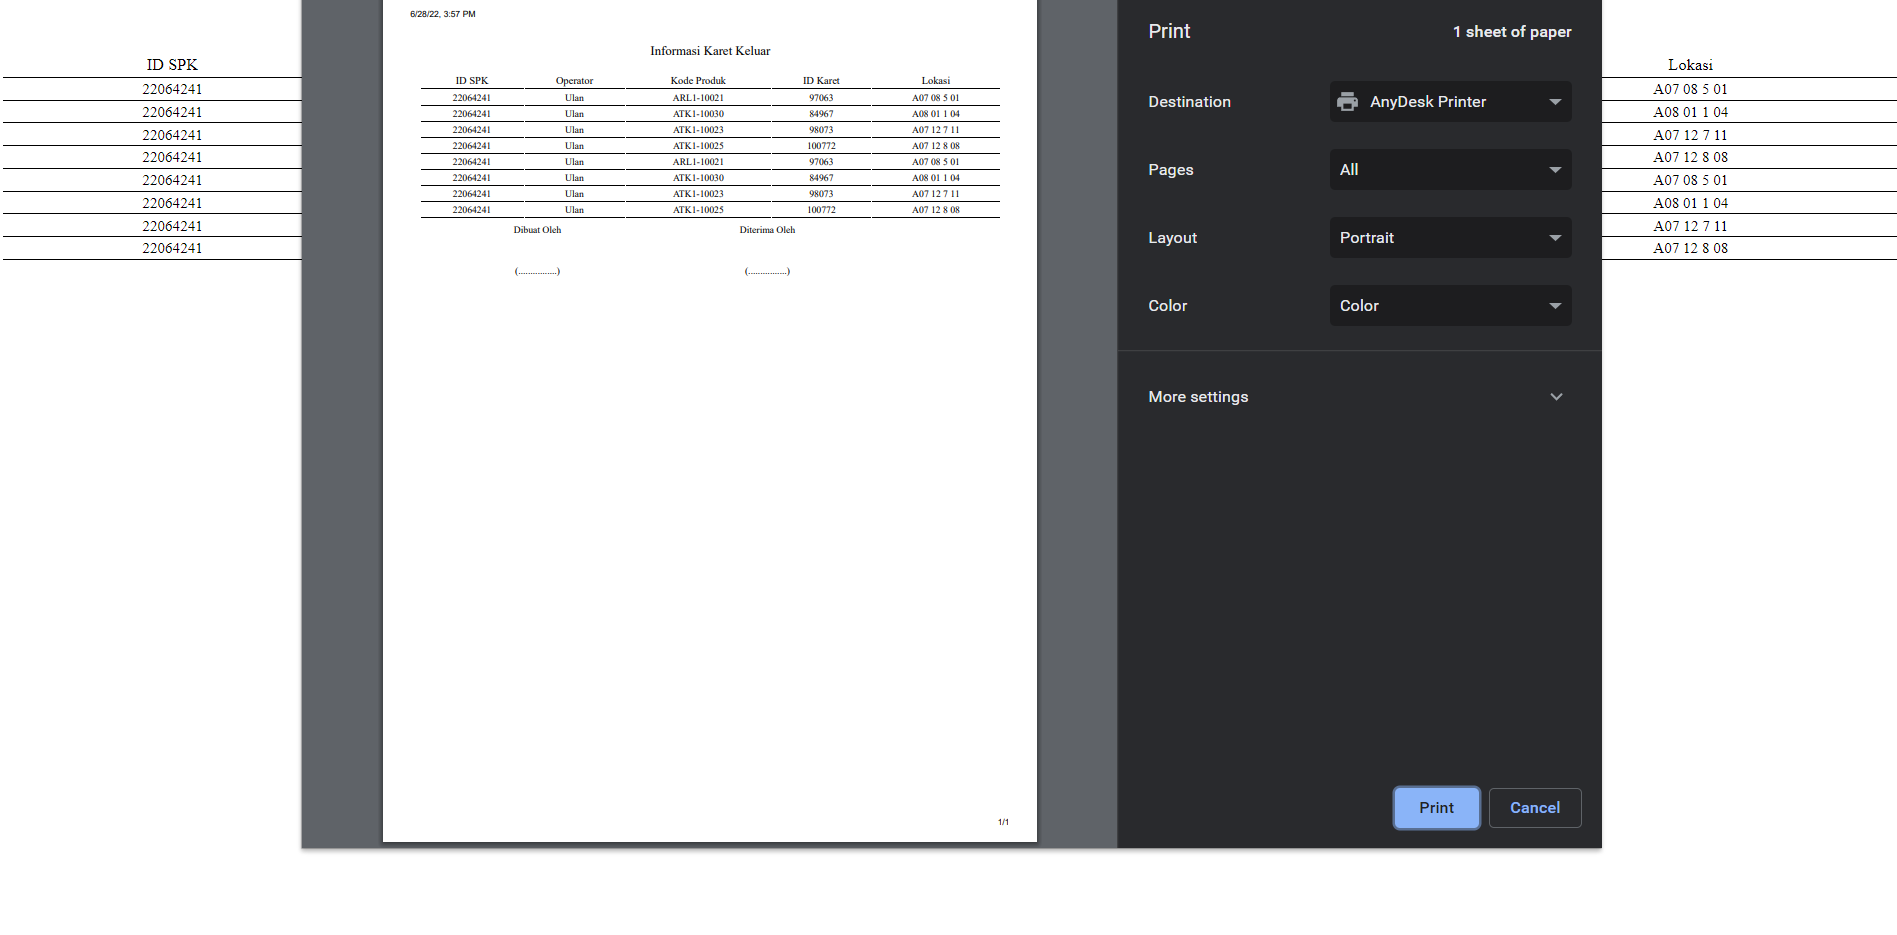 6/28/22, 3:57 PM
Informasi Karet Keluar
ID SPK Operator Kode Produk ID Karet Lokasi
22064241 Ulan ARL1-10021 97063 A07 08 5 01
22064241 Ulan ATK1-10030 84967 A08 01 1 04
22064241 Ulan ATK1-10023 98073 A07 12 7 11
22064241 Ulan ATK1-10025 100772 A07 12 8 08
22064241 Ulan ARL1-10021 97063 A07 08 5 01
22064241 Ulan ATK1-10030 84967 A08 01 1 04
22064241 Ulan ATK1-10023 98073 A07 12 7 11
22064241 Ulan ATK1-10025 100772 A07 12 8 08
Dibuat Oleh Diterima Oleh
(................) (................)
1/1
Print 1 sheet of paper
Destination AnyDesk Printer
Pages All
Layout Portrait
Color Color
More settings
Print Cancel
ID SPK
22064241
22064241
22064241
22064241
22064241
22064241
22064241
22064241
Lokasi
A07 08 5 01
A08 01 1 04
A07 12 7 11
A07 12 8 08
A07 08 5 01
A08 01 1 04
A07 12 7 11
A07 12 8 08